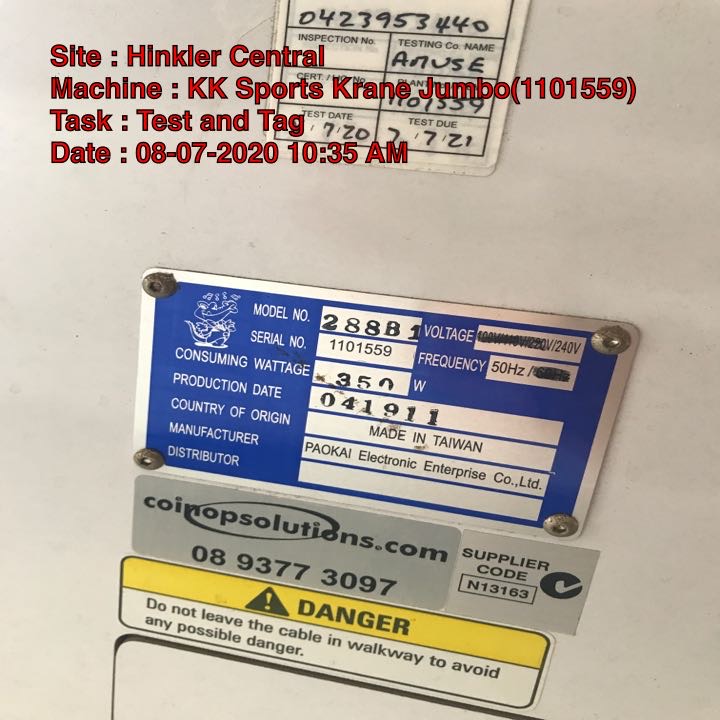 0423953440
INSPECTION No.
TESTING Co. NAME
AMUSE
Site : Hinkler Central
Machine : KK Sports Krane Jumbo(1101559)
Task : Test and Tag
Date : 08-07-2020 10:35 AM
1101559
TEST DATE
TEST DUE
/7/20
7/7/21
MODEL NO. 288B1
VOLTAGE 240V
SERIAL NO. 1101559
FREQUENCY 50Hz /
CONSUMING WATTAGE 350 W
PRODUCTION DATE 041911
COUNTRY OF ORIGIN MADE IN TAIWAN
MANUFACTURER PAOKAI Electronic Enterprise Co.,Ltd.
DISTRIBUTOR
coinopsolutions.com
08 9377 3097
SUPPLIER
CODE
N13163
DANGER
Do not leave the cable in walkway to avoid
any possible danger.